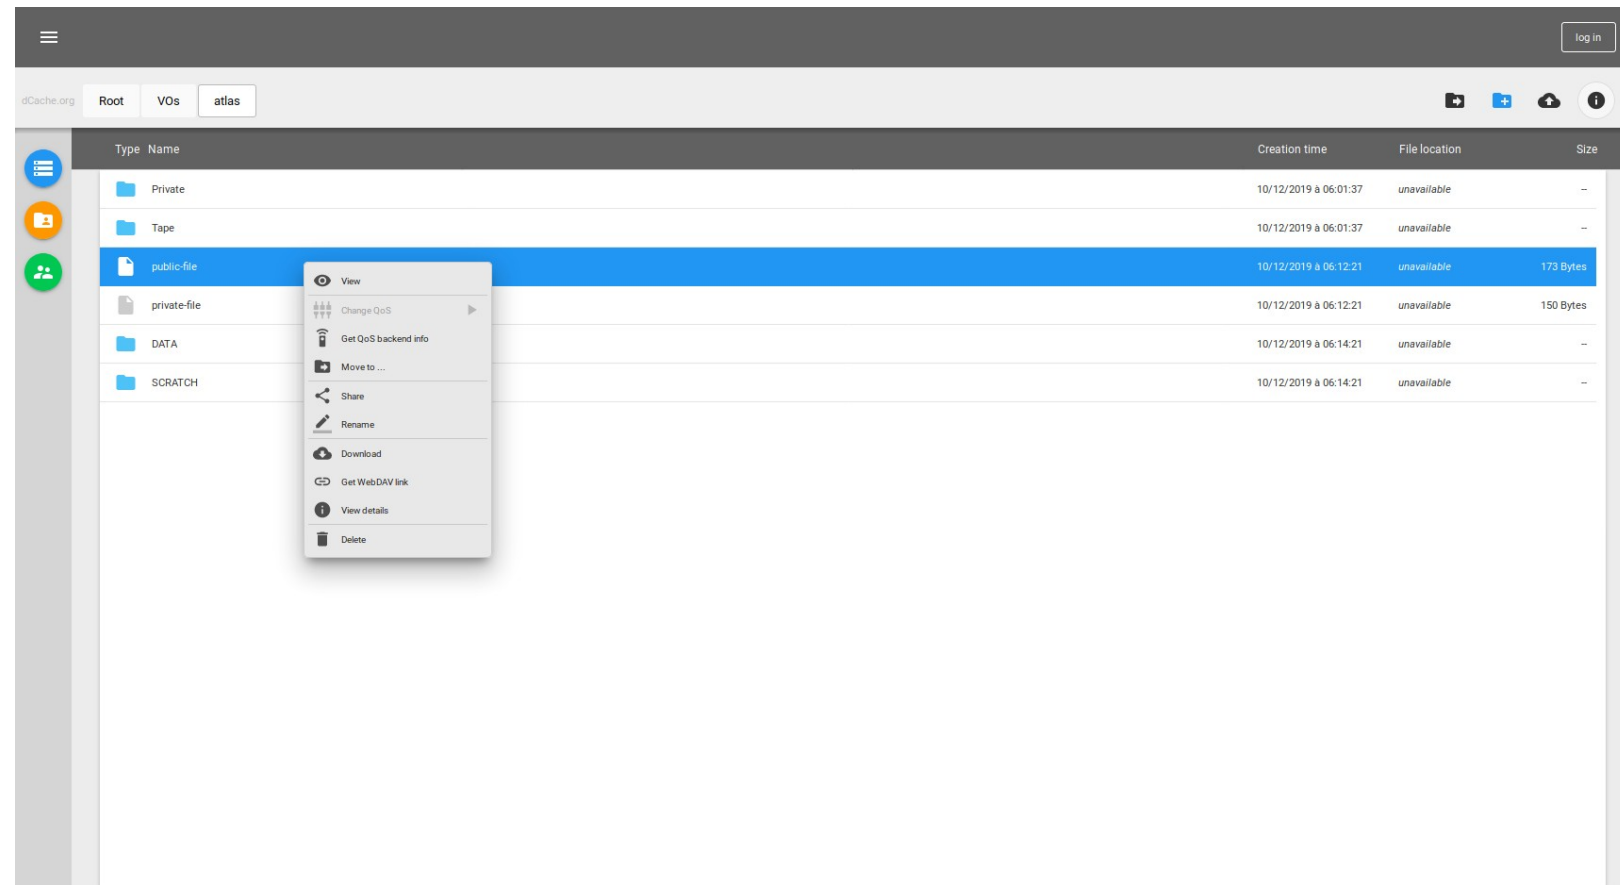 log in
dCache.org Root VOs atlas
Type Name Creation time File location Size
Private 10/12/2019 à 06:01:37 unavailable --
Tape 10/12/2019 à 06:01:37 unavailable --
public-file 10/12/2019 à 06:12:21 unavailable 173 Bytes
private-file 10/12/2019 à 06:12:21 unavailable 150 Bytes
DATA 10/12/2019 à 06:14:21 unavailable --
SCRATCH 10/12/2019 à 06:14:21 unavailable --
View
Change QoS
Get QoS backend info
Move to ...
Share
Rename
Download
Get WebDAV link
View details
Delete